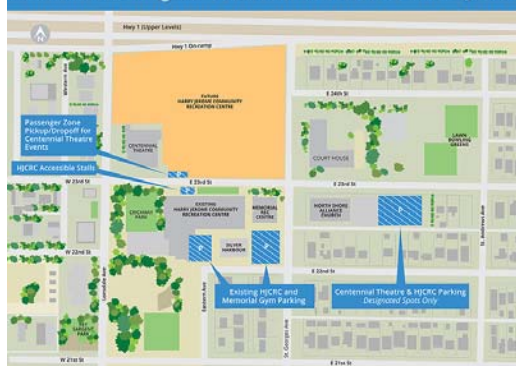 Hwy 1 (Upper Levels)
Hwy 1 On-ramp
Western Ave
FUTURE
HARRY JEROME COMMUNITY
RECREATION CENTRE
E 24th St
Passenger Zone
Pickup/Dropoff for
Centennial Theatre
Events
CENTENNIAL
THEATRE
COURT HOUSE
LAWN
BOWLING
GREENS
HJCRC Accessible Stalls
W 23rd St
E 23rd St
E 23rd St
EXISTING
HARRY JEROME COMMUNITY
RECREATION CENTRE
MEMORIAL
REC
CENTRE
NORTH SHORE
ALLIANCE
CHURCH
P
St. Andrews Ave
W 22nd St
Lonsdale Ave
P
SILVER
HARBOUR
P
E 22nd St
Eastern Ave
Existing HJCRC and
Memorial Gym Parking
Centennial Theatre & HJCRC Parking
Designated Spots Only
St. Georges Ave
SARGENT
PARK
W 21st St
E 21st St